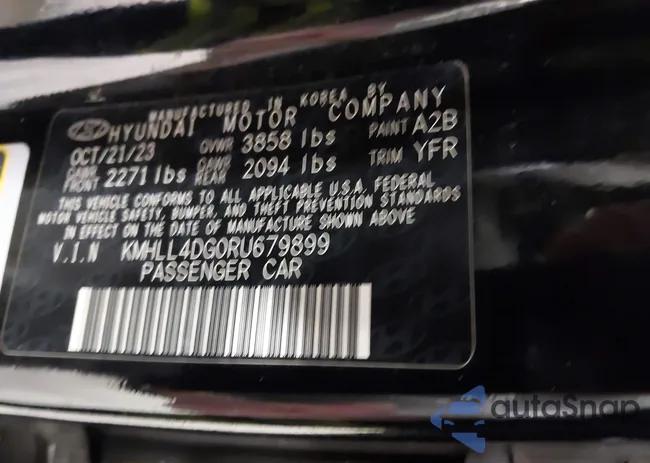 MANUFACTURED IN KOREA BY
HYUNDAI MOTOR COMPANY
OCT/21/23 GVWR 3858 lbs PAINT A2B
GAWR FRONT 2271 lbs GAWR REAR 2094 lbs TRIM YFR
THIS VEHICLE CONFORMS TO ALL APPLICABLE U.S.A. FEDERAL
MOTOR VEHICLE SAFETY, BUMPER, AND THEFT PREVENTION STANDARDS
IN EFFECT ON THE DATE OF MANUFACTURE SHOWN ABOVE
V.I.N KMHLL4DG0RU679899
PASSENGER CAR
autoSnap